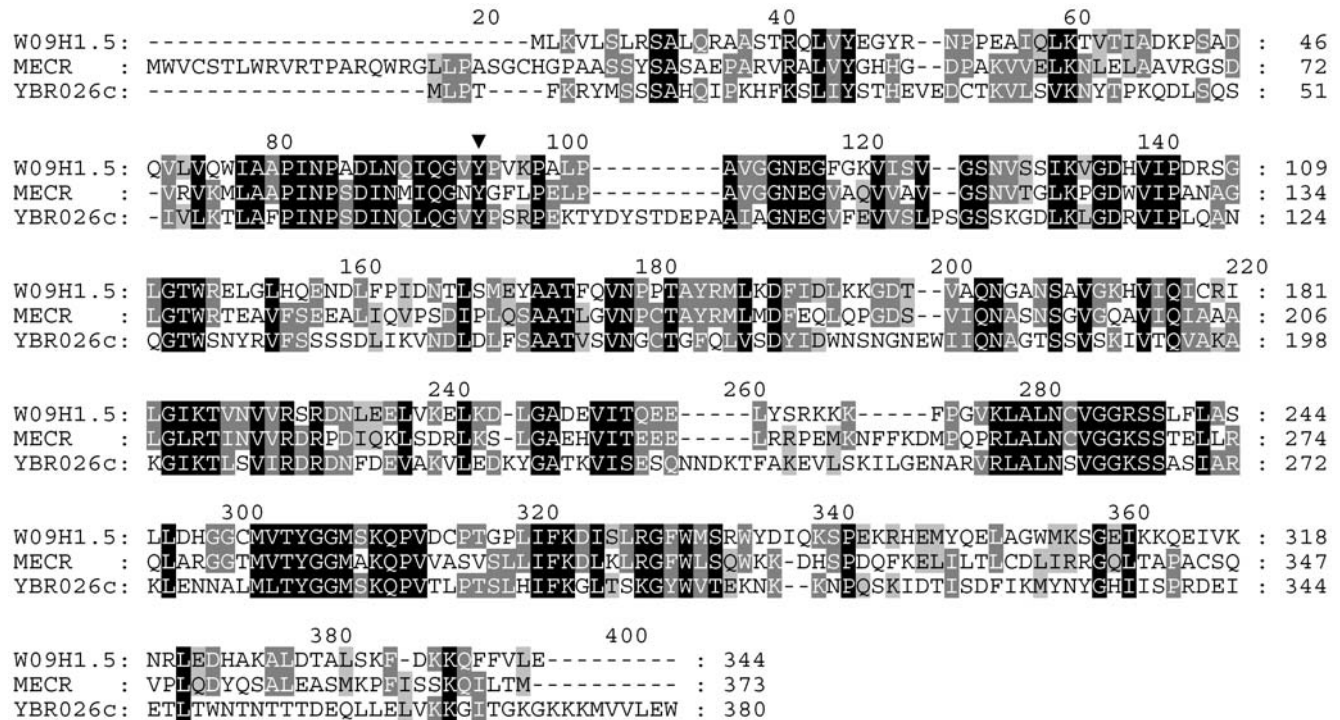 20 40 60
W09H1.5: --------------------------MLKVLSLRSALQRAASTRQLVYEGYR--NPPEAIQLKTVTIADKPSAD : 46
MECR : MWVCSTLWRVRTPARQWRGLLPASGCHGPAASSYSASAEPARVRALVYGHHG--DPAKVVELKNLELAAVRGSD : 72
YBR026c: -------------------MLPT----FKRYMSSSAHQIPKHFKSLIYSTHEVEDCTKVLSVKNYTPKQDLSQS : 51
80 ▼ 100 120 140
W09H1.5: QVLVQWIAAPINPADLNQIQGVYPVKPALP---------AVGGNEGFGKVISV--GSNVSSIKVGDHVIPDRSG : 109
MECR : -VRVKMLAAPINPSDINMIQGNYGFLPELP---------AVGGNEGVAQVVAV--GSNVTGLKPGDWVIPANAG : 134
YBR026c: -IVLKTLAFPINPSDINQLQGVYPSRPEKTYDYSTDEPAAIAGNEGVFEVVSLPSGSSKGDLKLGDRVIPLQAN : 124
160 180 200 220
W09H1.5: LGTWRELGLHQENDLFPIDNTLSMEYAATFQVNPPTAYRMLKDFIDLKKGDT--VAQNGANSAVGKHVIQICRI : 181
MECR : LGTWRTEAVFSEEALIQVPSDIPLQSAATLGVNPCTAYRMLMDFEQLQPGDS--VIQNASNSGVGQAVIQIAAA : 206
YBR026c: QGTWSNYRVFSSSSDLIKVNDLDLFSAATVSVNGCTGFQLVSDYIDWNSNGNEWIIQNAGTSSVSKIVTQVAKA : 198
240 260 280
W09H1.5: LGIKTVNVVRSRDNLEELVKELKD-LGADEVITQEE-----LYSRKKK-----FPGVKLALNCVGGRSSLFLAS : 244
MECR : LGLRTINVVRDRPDIQKLSDRLKS-LGAEHVITEEE-----LRRPEMKNFFKDMPQPRLALNCVGGKSSTELLR : 274
YBR026c: KGIKTLSVIRDRDNFDEVAKVLEDKYGATKVISESQNNDKTFAKEVLSKILGENARVRLALNSVGGKSSASIAR : 272
300 320 340 360
W09H1.5: LLDHGGCMVTYGGMSKQPVDCPTGPLIFKDISLRGFWMSRWYDIQKSPEKRHEMYQELAGWMKSGEIKKQEIVK : 318
MECR : QLARGGTMVTYGGMAKQPVVASVSLLIFKDLKLRGFWLSQWKK-DHSPDQFKELILTLCDLIRRGQLTAPACSQ : 347
YBR026c: KLENNALMLTYGGMSKQPVTLPTSLHIFKGLTSKGYWVTEKNK--KNPQSKIDTISDFIKMYNYGHIISPRDEI : 344
380 400
W09H1.5: NRLEDHAKALDTALSKF-DKKQFFVLE--------- : 344
MECR : VPLQDYQSALEASMKPFISSKQILTM---------- : 373
YBR026c: ETLTWNTNTTTDEQLLELVKKGITGKGKKKMVVLEW : 380